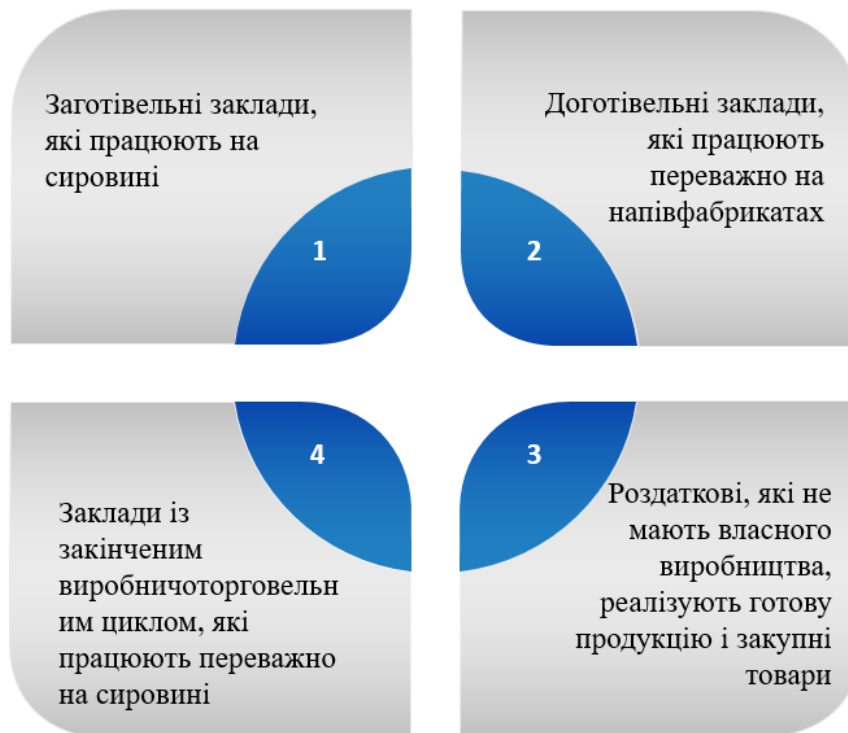 Заготівельні заклади,
які працюють на
сировині
1
Доготівельні заклади,
які працюють
переважно на
напівфабрикатах
2
3
Роздаткові, які не
мають власного
виробництва,
реалізують готову
продукцію і закупні
товари
4
Заклади із
закінченим
виробничоторговельн
им циклом, які
працюють переважно
на сировині